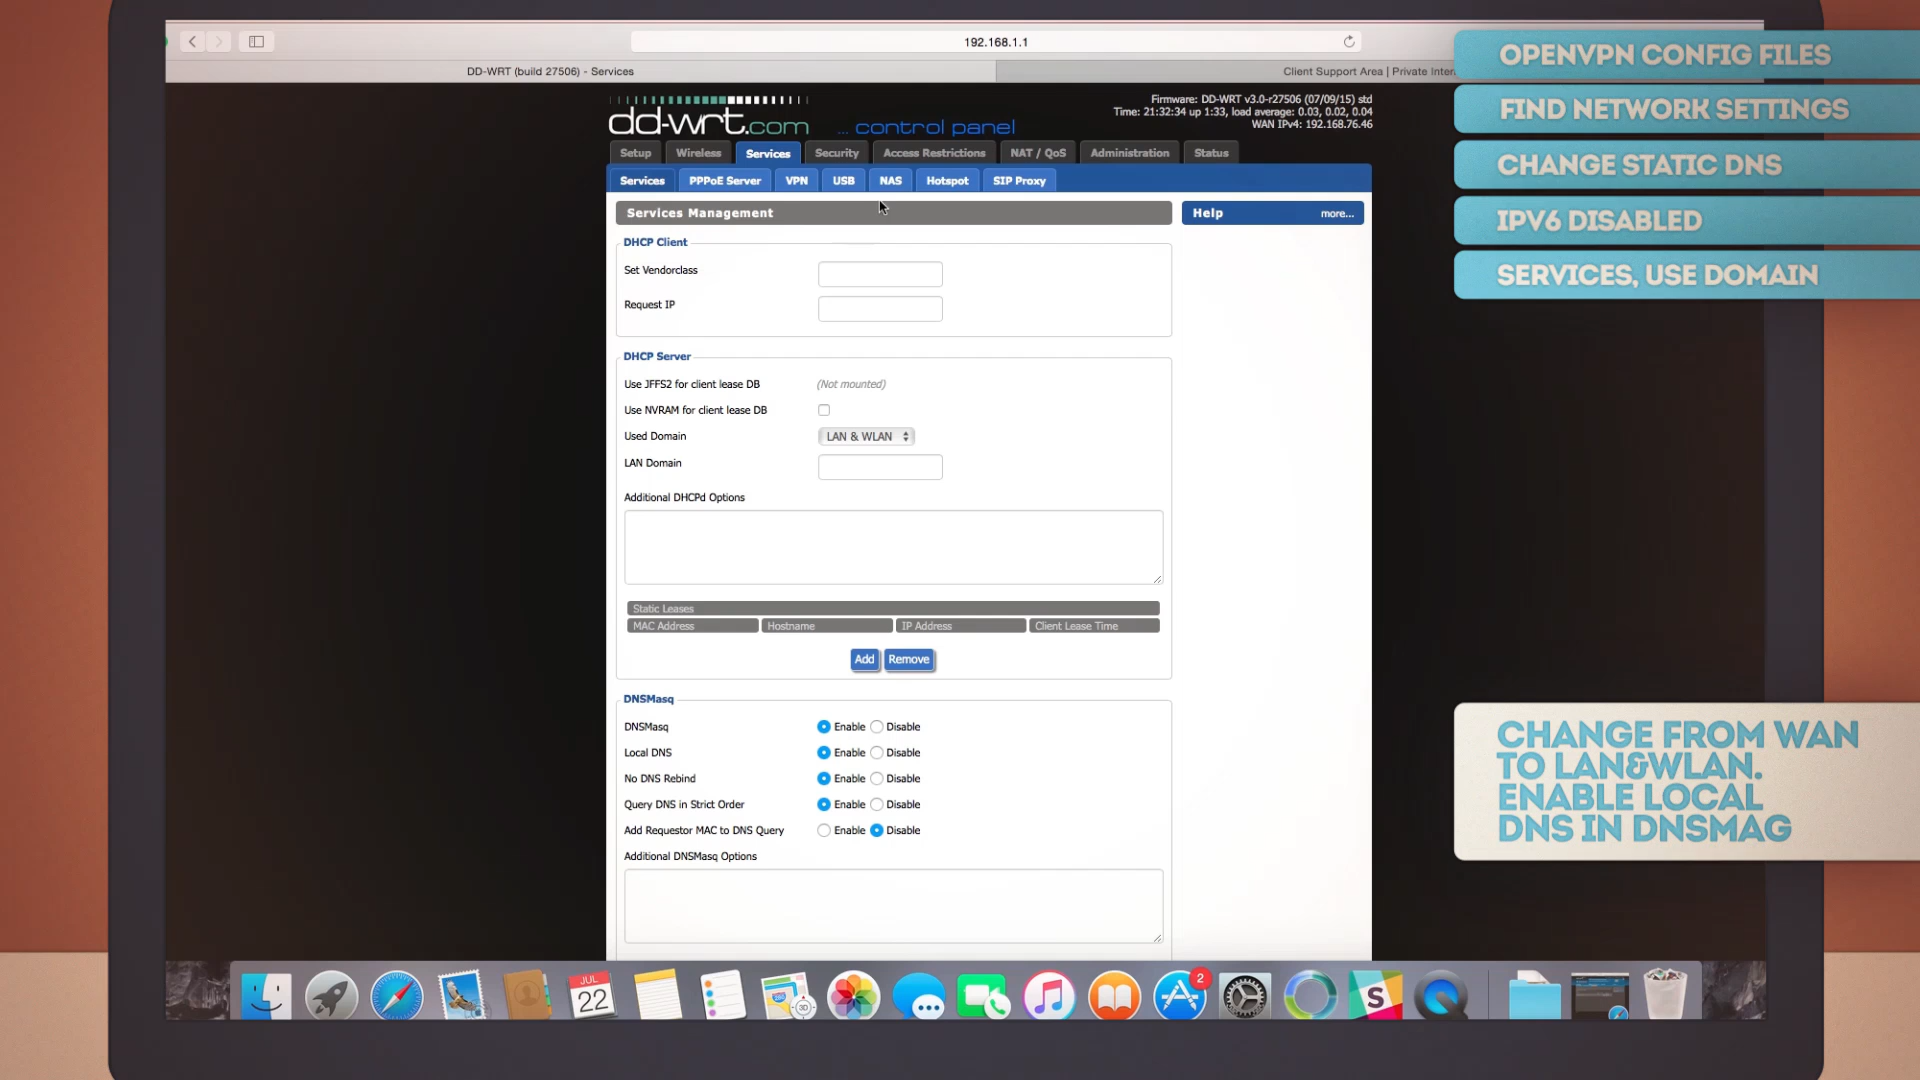 192.168.1.1
DD-WRT (build 27506) - Services
Client Support Area | Private Inter
OPENVPN CONFIG FILES
FIND NETWORK SETTINGS
CHANGE STATIC DNS
IPV6 DISABLED
SERVICES, USE DOMAIN
dd-wrt.com ... control panel
Firmware: DD-WRT v3.0-r27506 (07/09/15) std
Time: 21:32:34 up 1:33, load average: 0.03, 0.02, 0.04
WAN IPv4: 192.168.76.46
Setup Wireless Services Security Access Restrictions NAT / QoS Administration Status
Services PPPoE Server VPN USB NAS Hotspot SIP Proxy
Services Management
Help more...
DHCP Client
Set Vendorclass
Request IP
DHCP Server
Use JFFS2 for client lease DB (Not mounted)
Use NVRAM for client lease DB
Used Domain LAN & WLAN
LAN Domain
Additional DHCPd Options
Static Leases
MAC Address Hostname IP Address Client Lease Time
Add Remove
DNSMasq
DNSMasq Enable Disable
Local DNS Enable Disable
No DNS Rebind Enable Disable
Query DNS in Strict Order Enable Disable
Add Requestor MAC to DNS Query Enable Disable
Additional DNSMasq Options
CHANGE FROM WAN
TO LAN&WLAN.
ENABLE LOCAL
DNS IN DNSMAG
JUL
22
280
3D
2
S